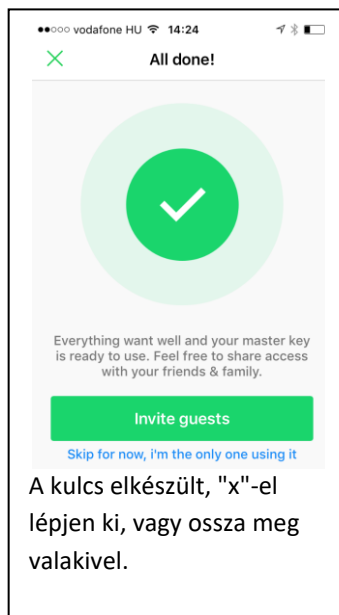 vodafone HU 14:24
All done!
Everything want well and your master key
is ready to use. Feel free to share access
with your friends & family.
Invite guests
Skip for now, i'm the only one using it
A kulcs elkészült, "x"-el
lépjen ki, vagy ossza meg
valakivel.